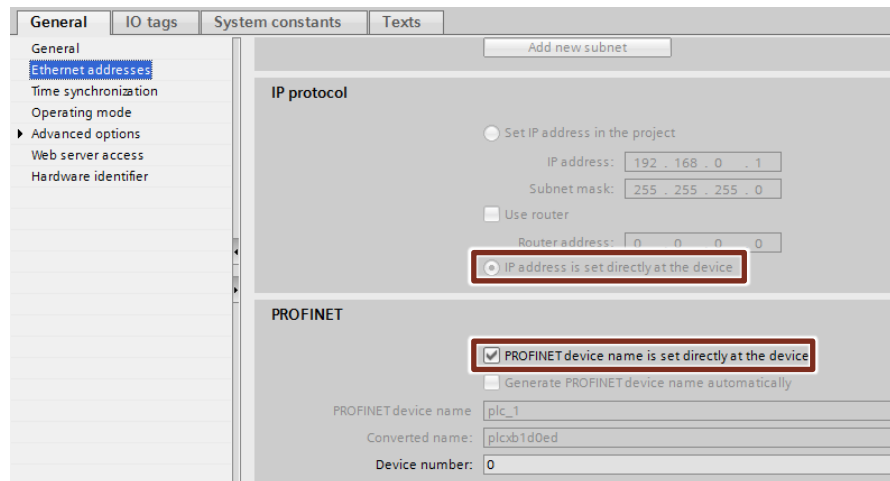 General IO tags System constants Texts
General
Ethernet addresses
Time synchronization
Operating mode
Advanced options
Web server access
Hardware identifier
Add new subnet
IP protocol
Set IP address in the project
IP address: 192 . 168 . 0 . 1
Subnet mask: 255 . 255 . 255 . 0
Use router
Router address: 0 . 0 . 0 . 0
IP address is set directly at the device
PROFINET
PROFINET device name is set directly at the device
Generate PROFINET device name automatically
PROFINET device name plc_1
Converted name: plcxb1d0ed
Device number: 0